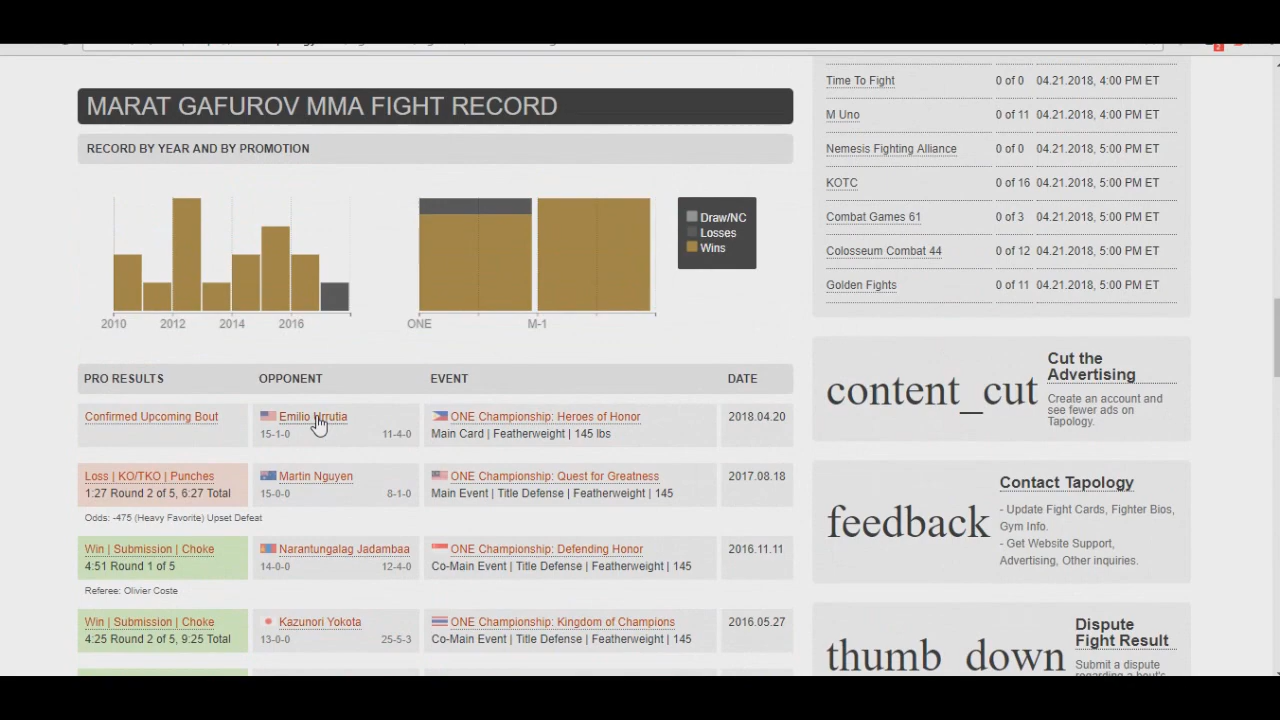 MARAT GAFUROV MMA FIGHT RECORD
RECORD BY YEAR AND BY PROMOTION
Draw/NC
Losses
Wins
2010 2012 2014 2016
ONE M-1
PRO RESULTS OPPONENT EVENT DATE
Confirmed Upcoming Bout Emilio Urrutia ONE Championship: Heroes of Honor 2018.04.20
15-1-0 11-4-0 Main Card | Featherweight | 145 lbs
Loss | KO/TKO | Punches Martin Nguyen ONE Championship: Quest for Greatness 2017.08.18
1:27 Round 2 of 5, 6:27 Total 15-0-0 8-1-0 Main Event | Title Defense | Featherweight | 145
Odds: -475 (Heavy Favorite) Upset Defeat
Win | Submission | Choke Narantungalag Jadambaa ONE Championship: Defending Honor 2016.11.11
4:51 Round 1 of 5 14-0-0 12-4-0 Co-Main Event | Title Defense | Featherweight | 145
Referee: Olivier Coste
Win | Submission | Choke Kazunori Yokota ONE Championship: Kingdom of Champions 2016.05.27
4:25 Round 2 of 5, 9:25 Total 13-0-0 25-5-3 Co-Main Event | Title Defense | Featherweight | 145
Time To Fight 0 of 0 04.21.2018, 4:00 PM ET
M Uno 0 of 11 04.21.2018, 4:00 PM ET
Nemesis Fighting Alliance 0 of 0 04.21.2018, 5:00 PM ET
KOTC 0 of 16 04.21.2018, 5:00 PM ET
Combat Games 61 0 of 3 04.21.2018, 5:00 PM ET
Colosseum Combat 44 0 of 12 04.21.2018, 5:00 PM ET
Golden Fights 0 of 11 04.21.2018, 5:00 PM ET
content_cut
Cut the
Advertising
Create an account and
see fewer ads on
Tapology.
feedback
Contact Tapology
- Update Fight Cards, Fighter Bios,
Gym Info.
- Get Website Support,
Advertising, Other inquiries.
thumb_down
Dispute
Fight Result
Submit a dispute
regarding a bout's